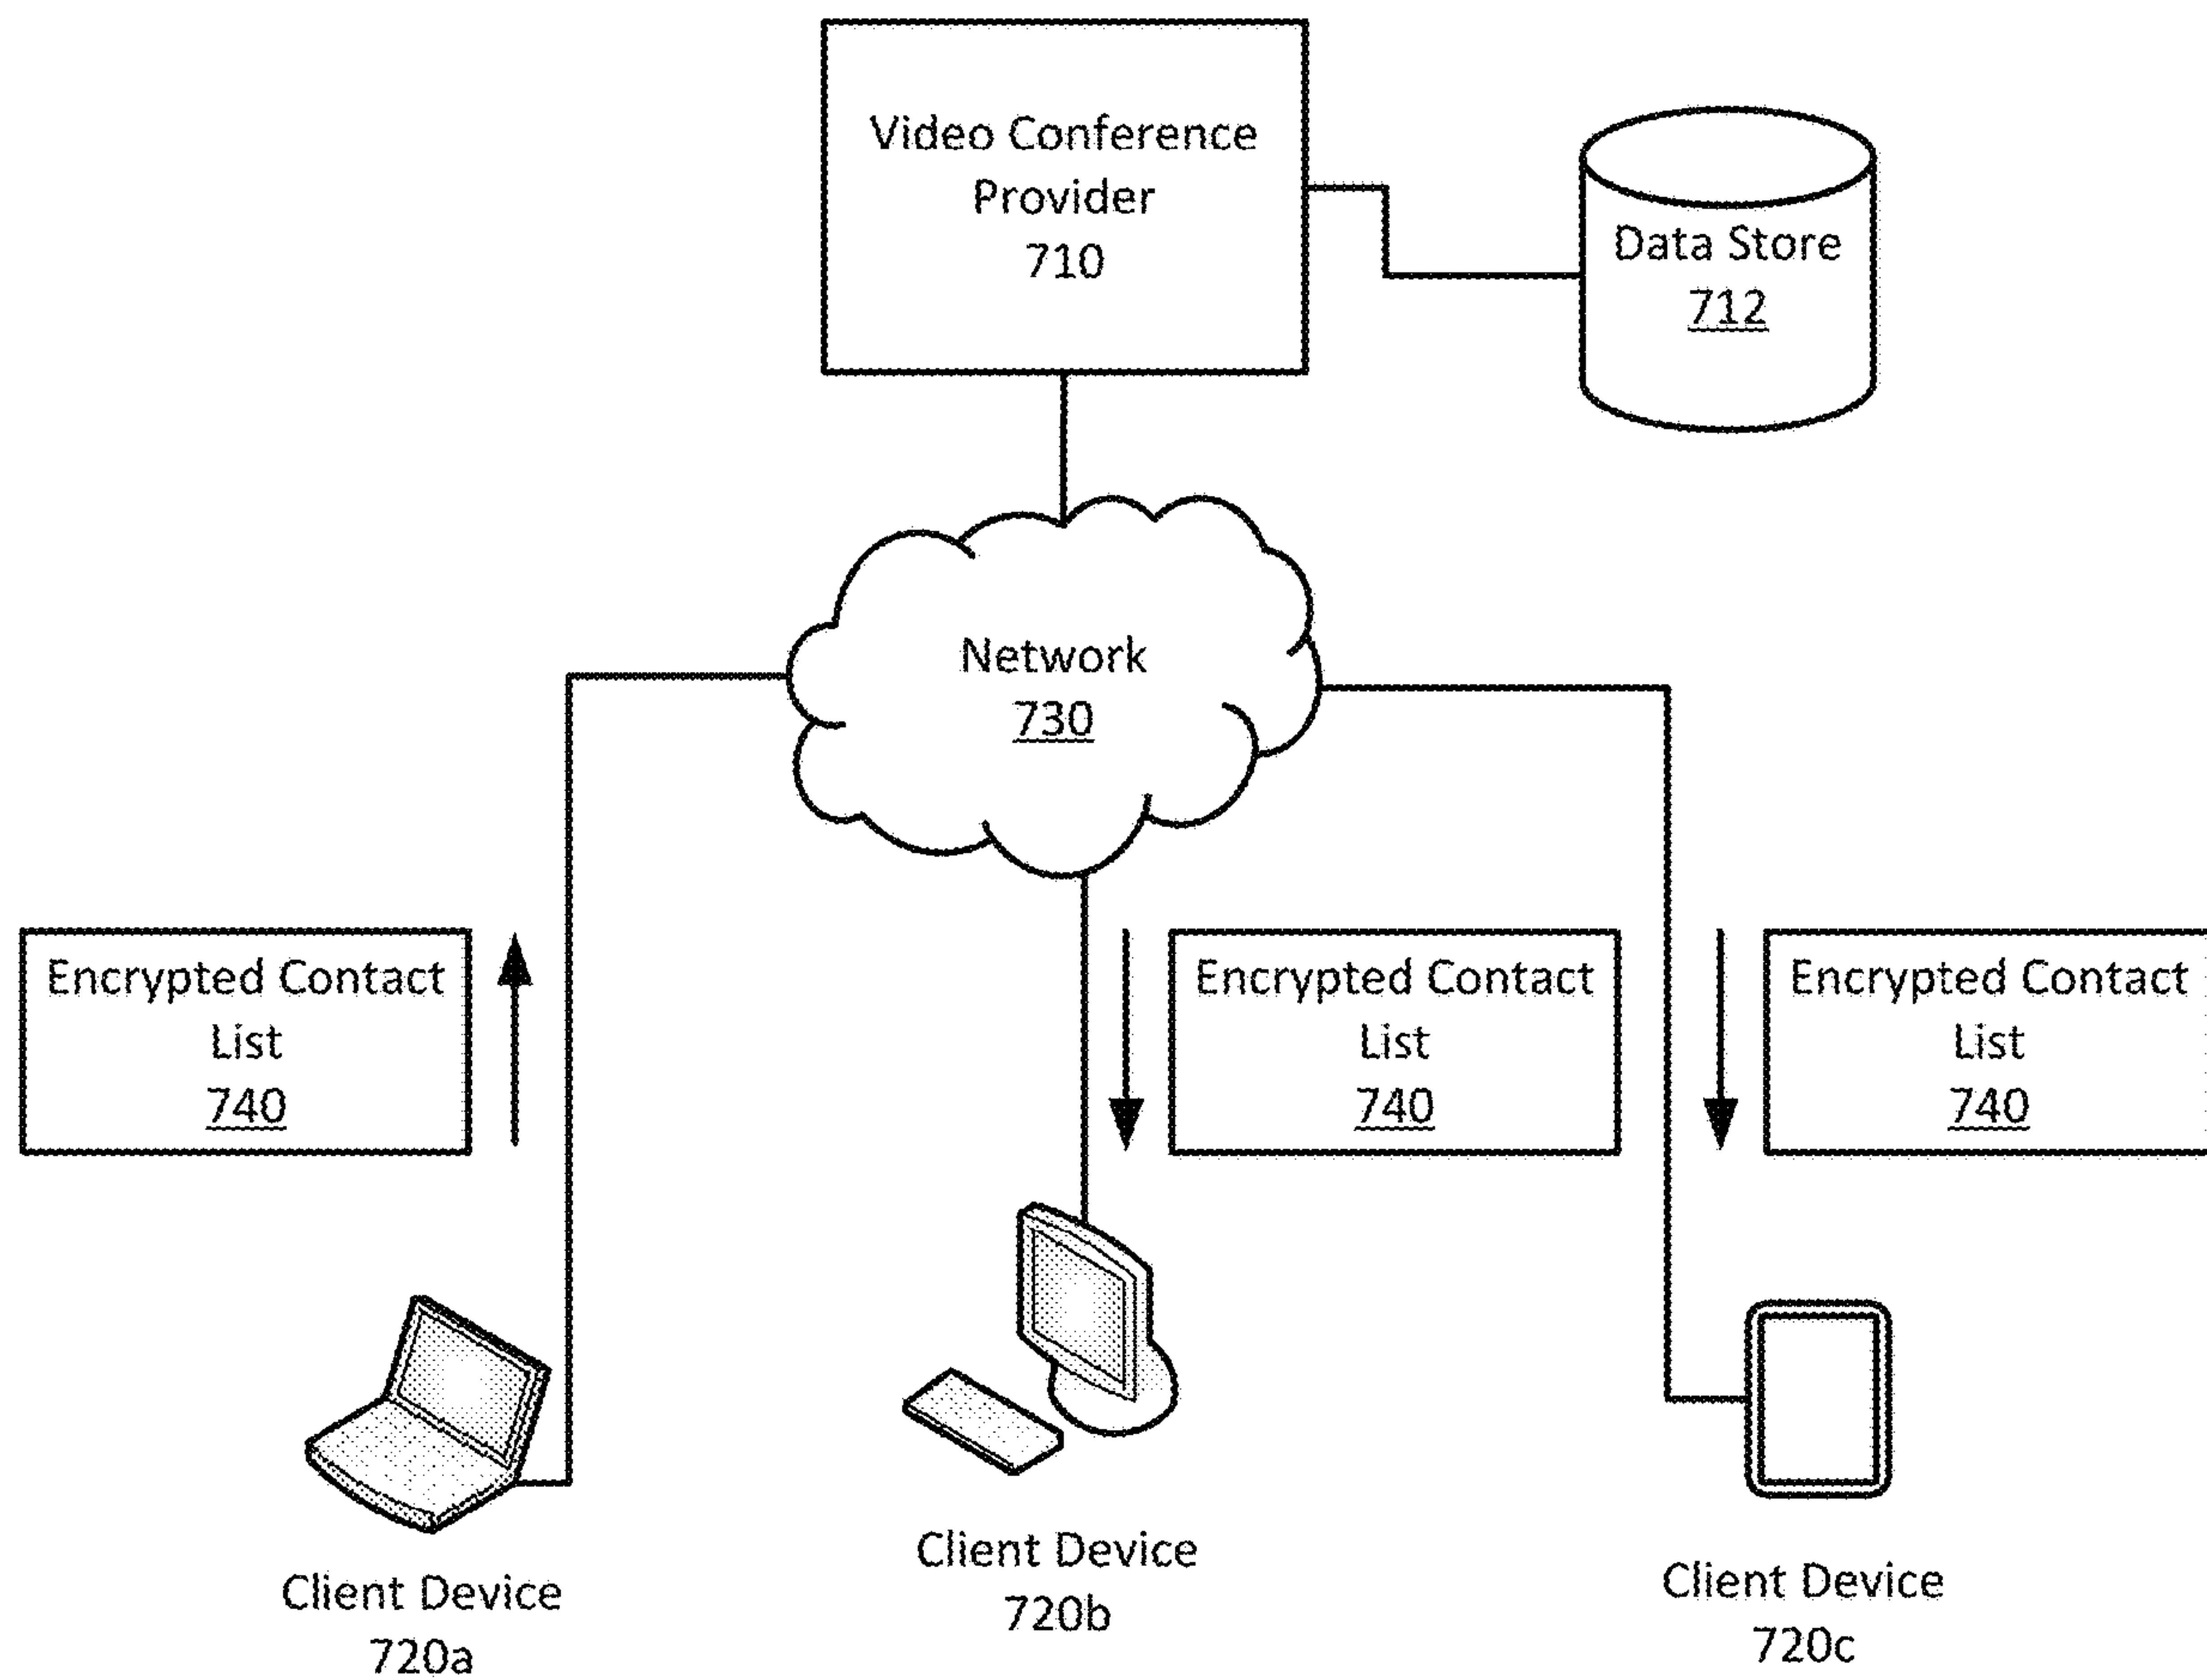 Video Conference
Provider
710
Data Store
712
Network
730
Encrypted Contact
List
740
Encrypted Contact
List
740
Encrypted Contact
List
740
Client Device
720a
Client Device
720b
Client Device
720c